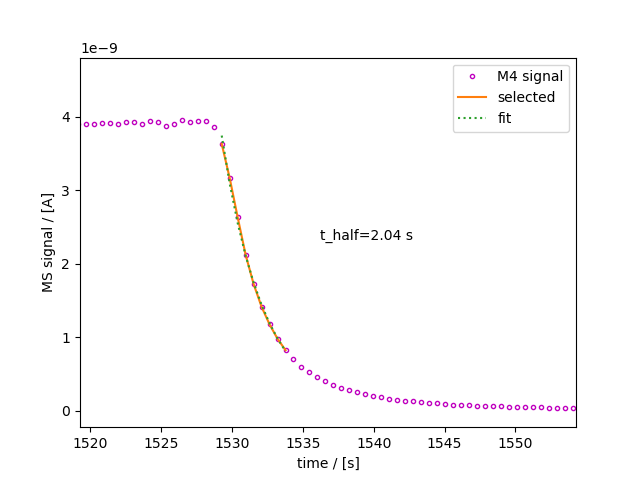 1e−9
M4 signal
selected
fit
4
3
2
1
0
MS signal / [A]
t_half=2.04 s
1520 1525 1530 1535 1540 1545 1550
time / [s]